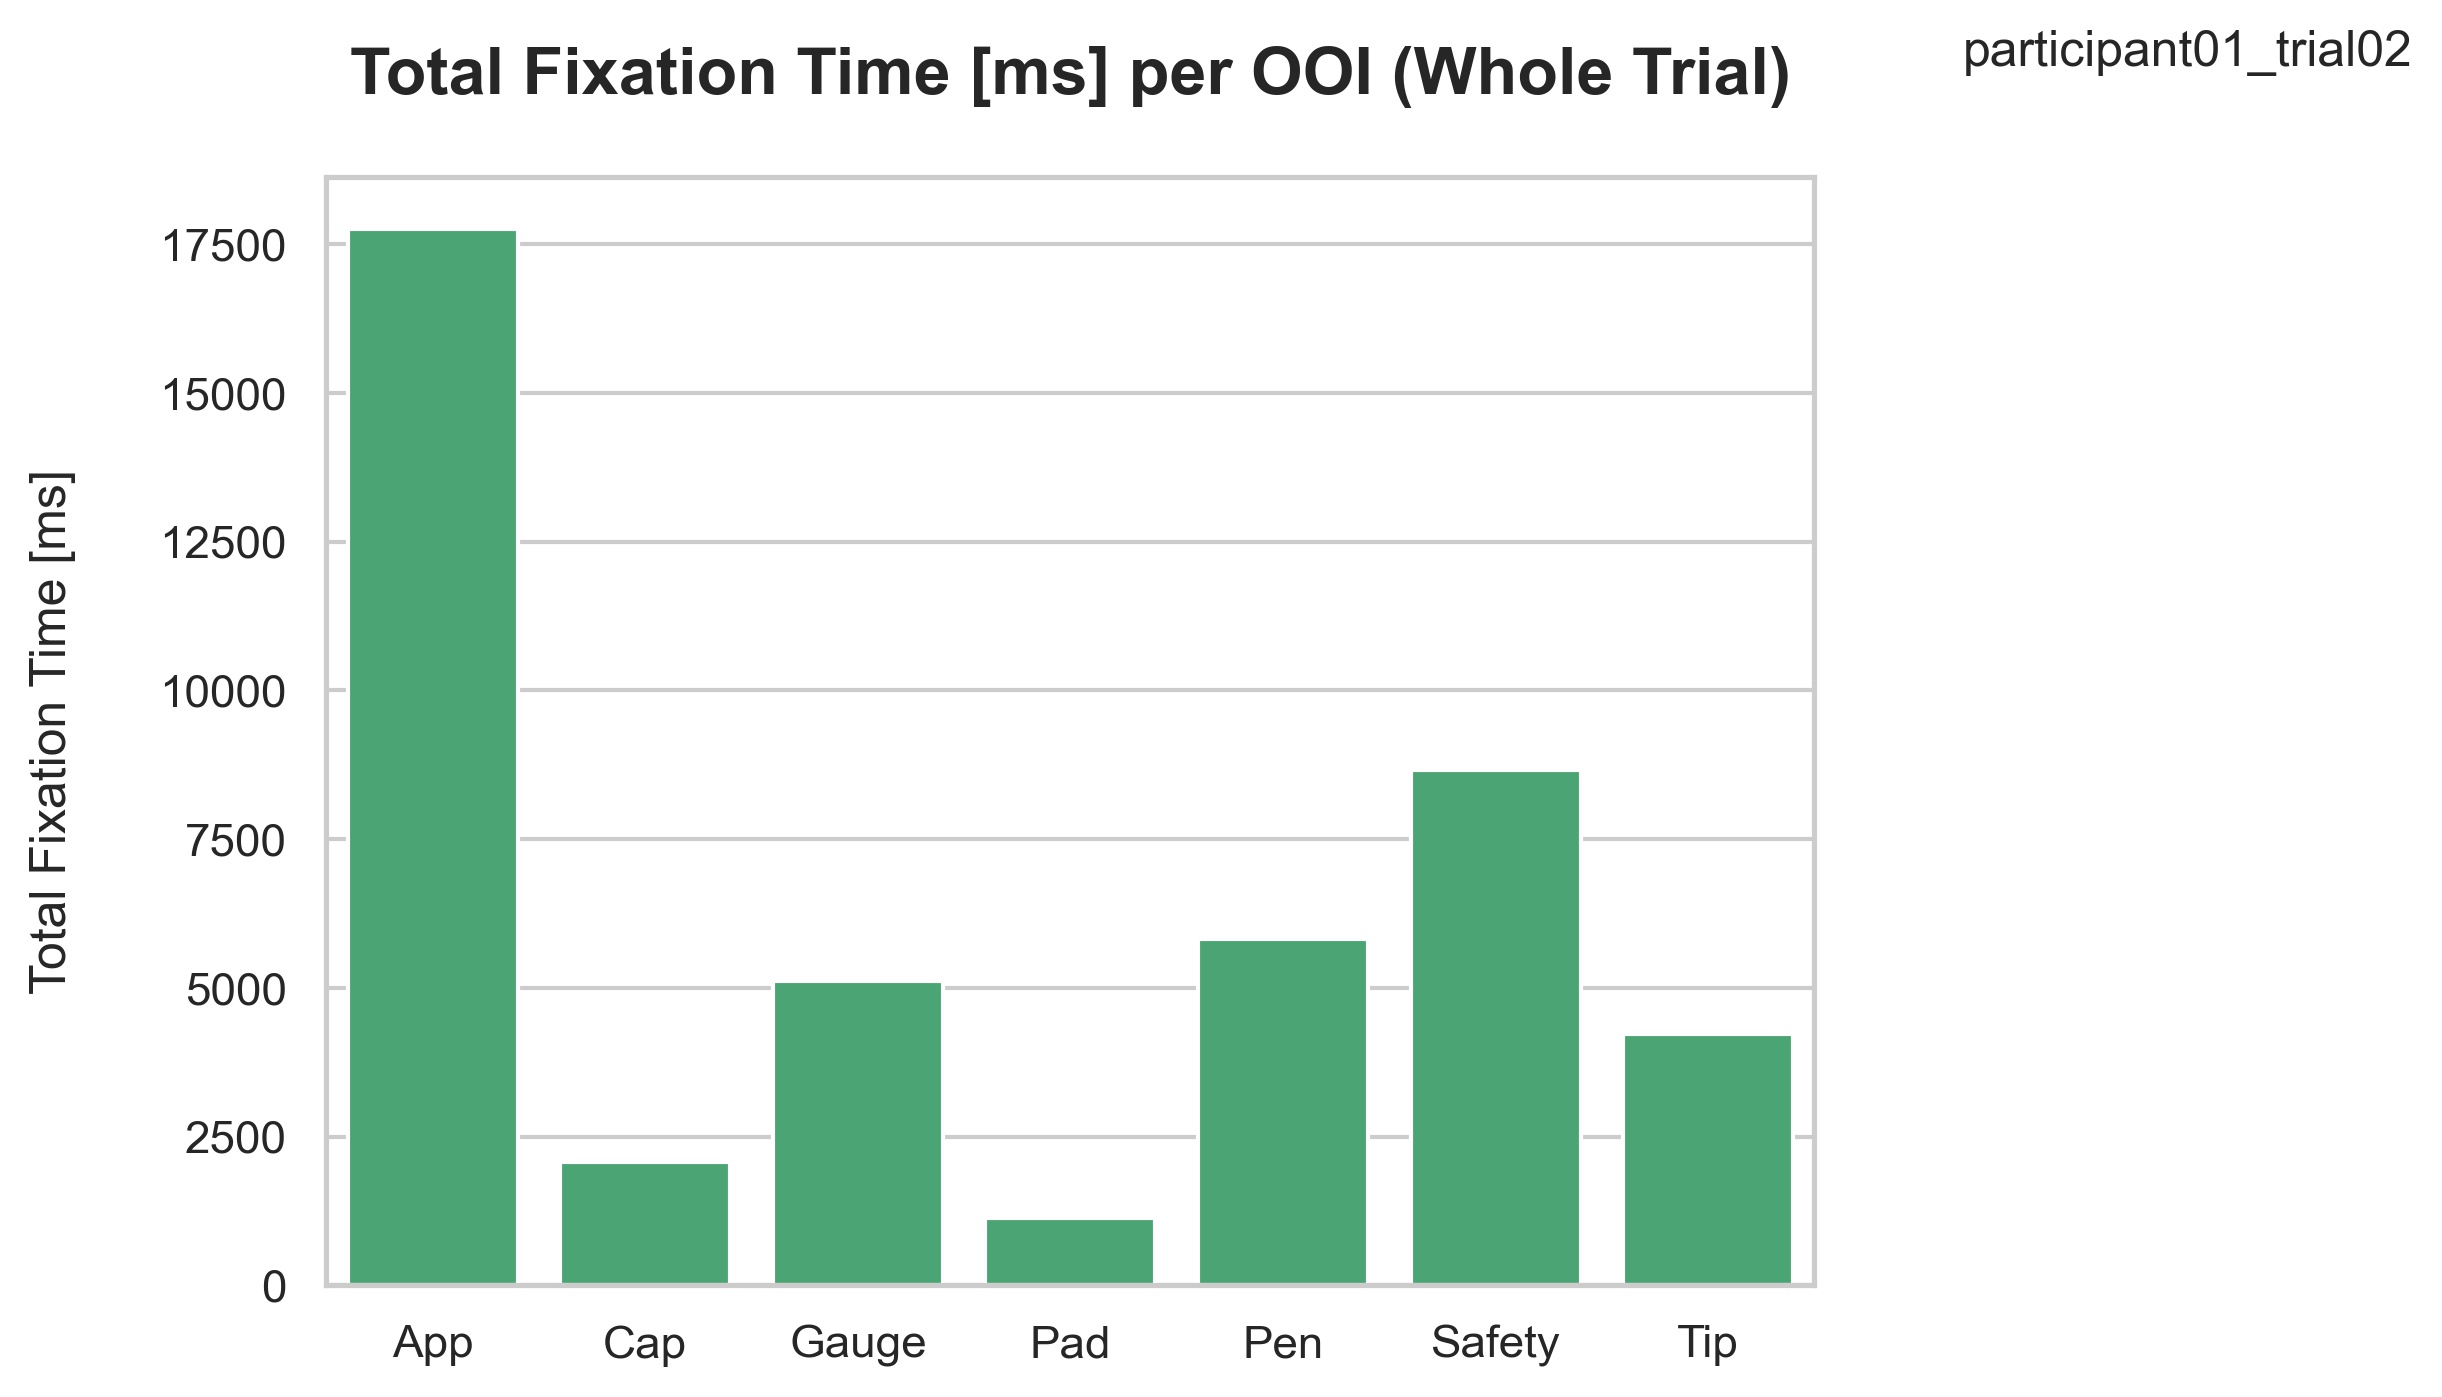 Total Fixation Time [ms] per OOI (Whole Trial)
participant01_trial02
Total Fixation Time [ms]
17500
15000
12500
10000
7500
5000
2500
0
App Cap Gauge Pad Pen Safety Tip